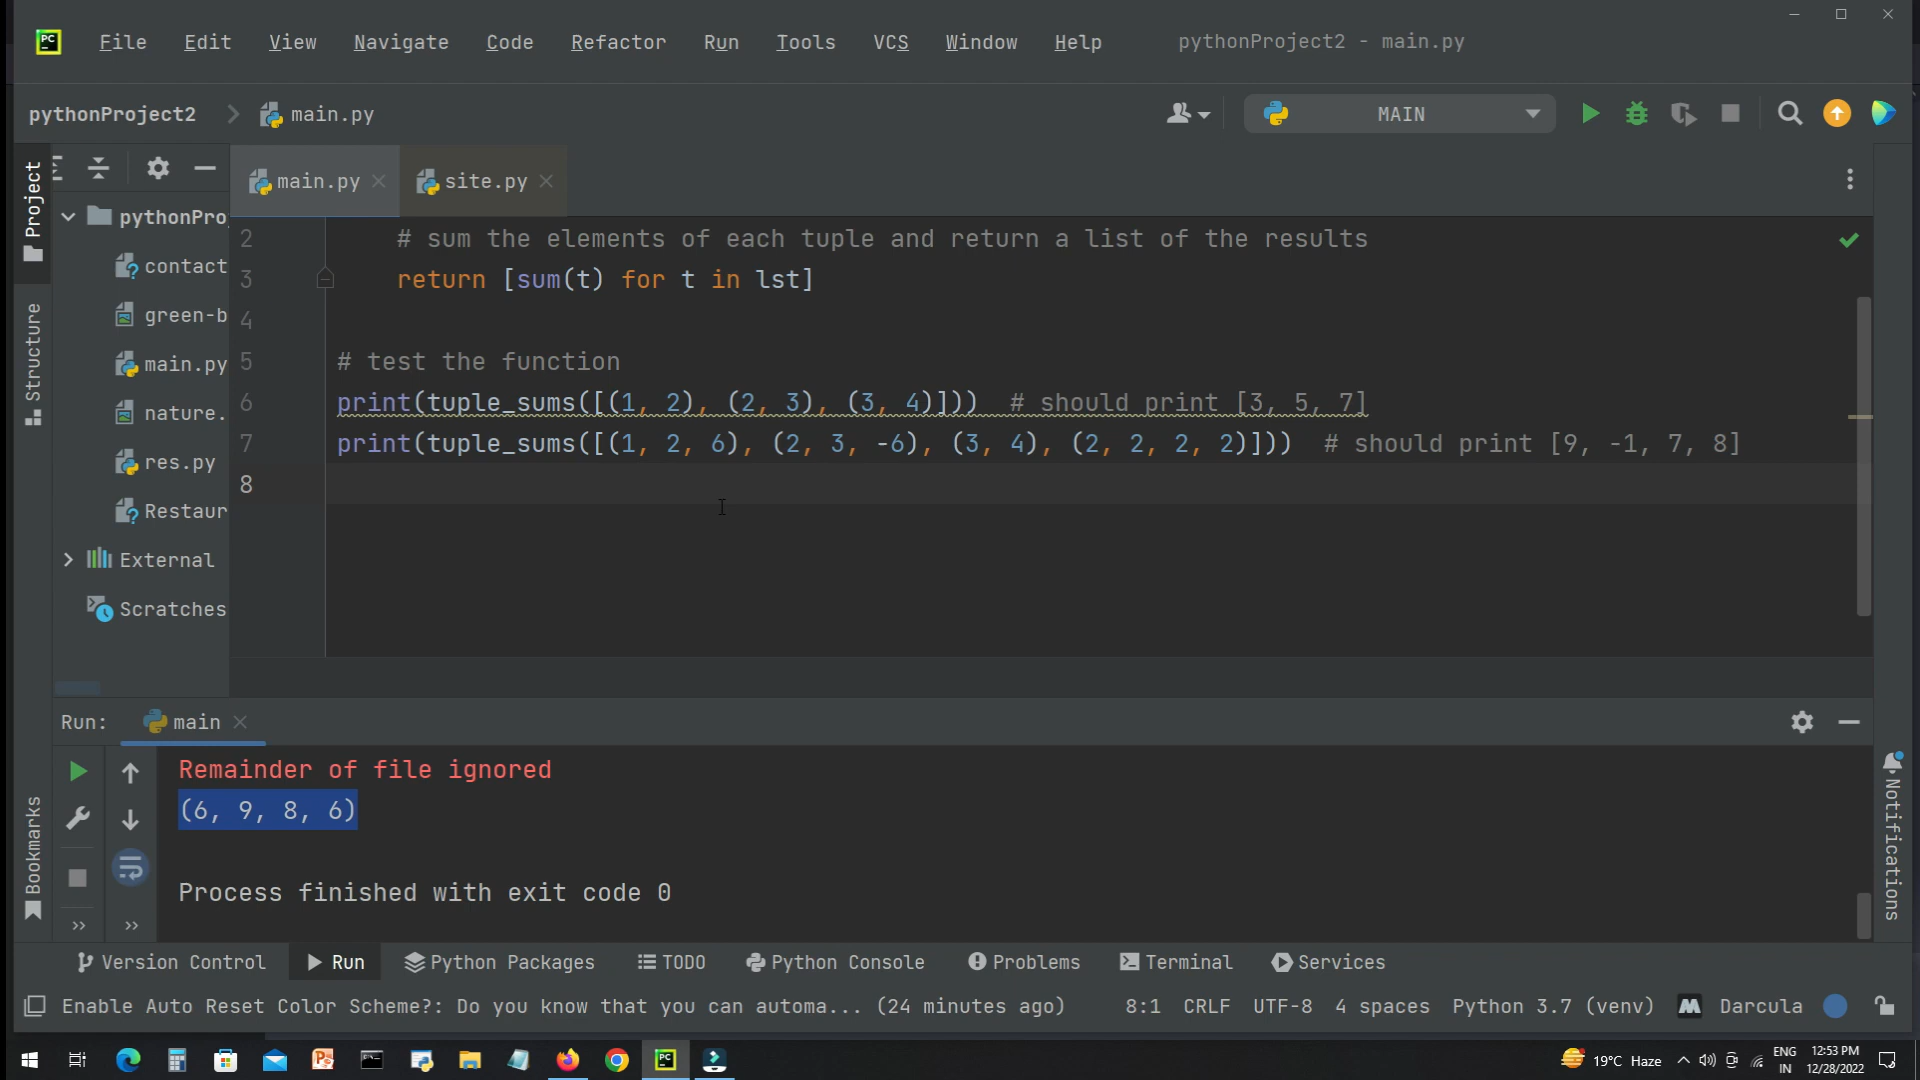 PC File Edit View Navigate Code Refactor Run Tools VCS Window Help pythonProject2 - main.py
pythonProject2 main.py MAIN
Project
main.py site.py
pythonPro
contact
green-b
main.py
nature.
res.py
Restaur
External
Scratches
Structure
2 # sum the elements of each tuple and return a list of the results
3 return [sum(t) for t in lst]
4
5 # test the function
6 print(tuple_sums([(1, 2), (2, 3), (3, 4)])) # should print [3, 5, 7]
7 print(tuple_sums([(1, 2, 6), (2, 3, -6), (3, 4), (2, 2, 2, 2)])) # should print [9, -1, 7, 8]
8
Run: main
Remainder of file ignored
(6, 9, 8, 6)
Process finished with exit code 0
Bookmarks
Notifications
Version Control Run Python Packages TODO Python Console Problems Terminal Services
Enable Auto Reset Color Scheme?: Do you know that you can automa... (24 minutes ago) 8:1 CRLF UTF-8 4 spaces Python 3.7 (venv) Darcula
PC 19°C Haze ENG 12:53 PM
IN 12/28/2022